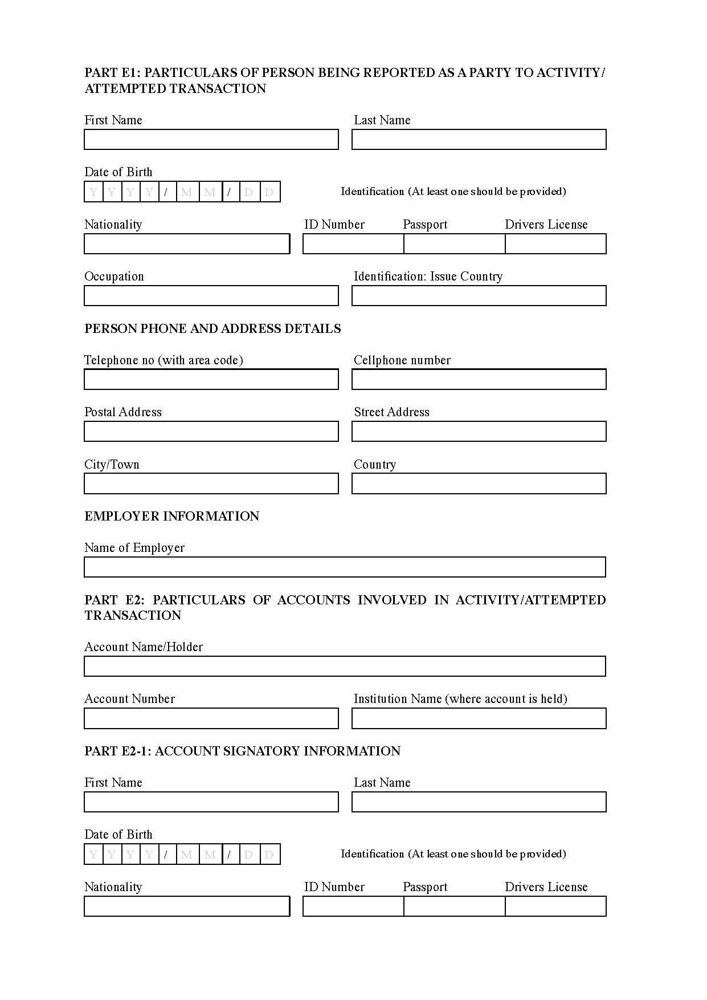 PART E1: PARTICULARS OF PERSON BEING REPORTED AS A PARTY TO ACTIVITY/
ATTEMPTED TRANSACTION
First Name Last Name
Date of Birth
Y Y Y Y / M M / D D Identification (At least one should be provided)
Nationality ID Number Passport Drivers License
Occupation Identification: Issue Country
PERSON PHONE AND ADDRESS DETAILS
Telephone no (with area code) Cellphone number
Postal Address Street Address
City/Town Country
EMPLOYER INFORMATION
Name of Employer
PART E2: PARTICULARS OF ACCOUNTS INVOLVED IN ACTIVITY/ATTEMPTED
TRANSACTION
Account Name/Holder
Account Number Institution Name (where account is held)
PART E2-1: ACCOUNT SIGNATORY INFORMATION
First Name Last Name
Date of Birth
Y Y Y Y / M M / D D Identification (At least one should be provided)
Nationality ID Number Passport Drivers License